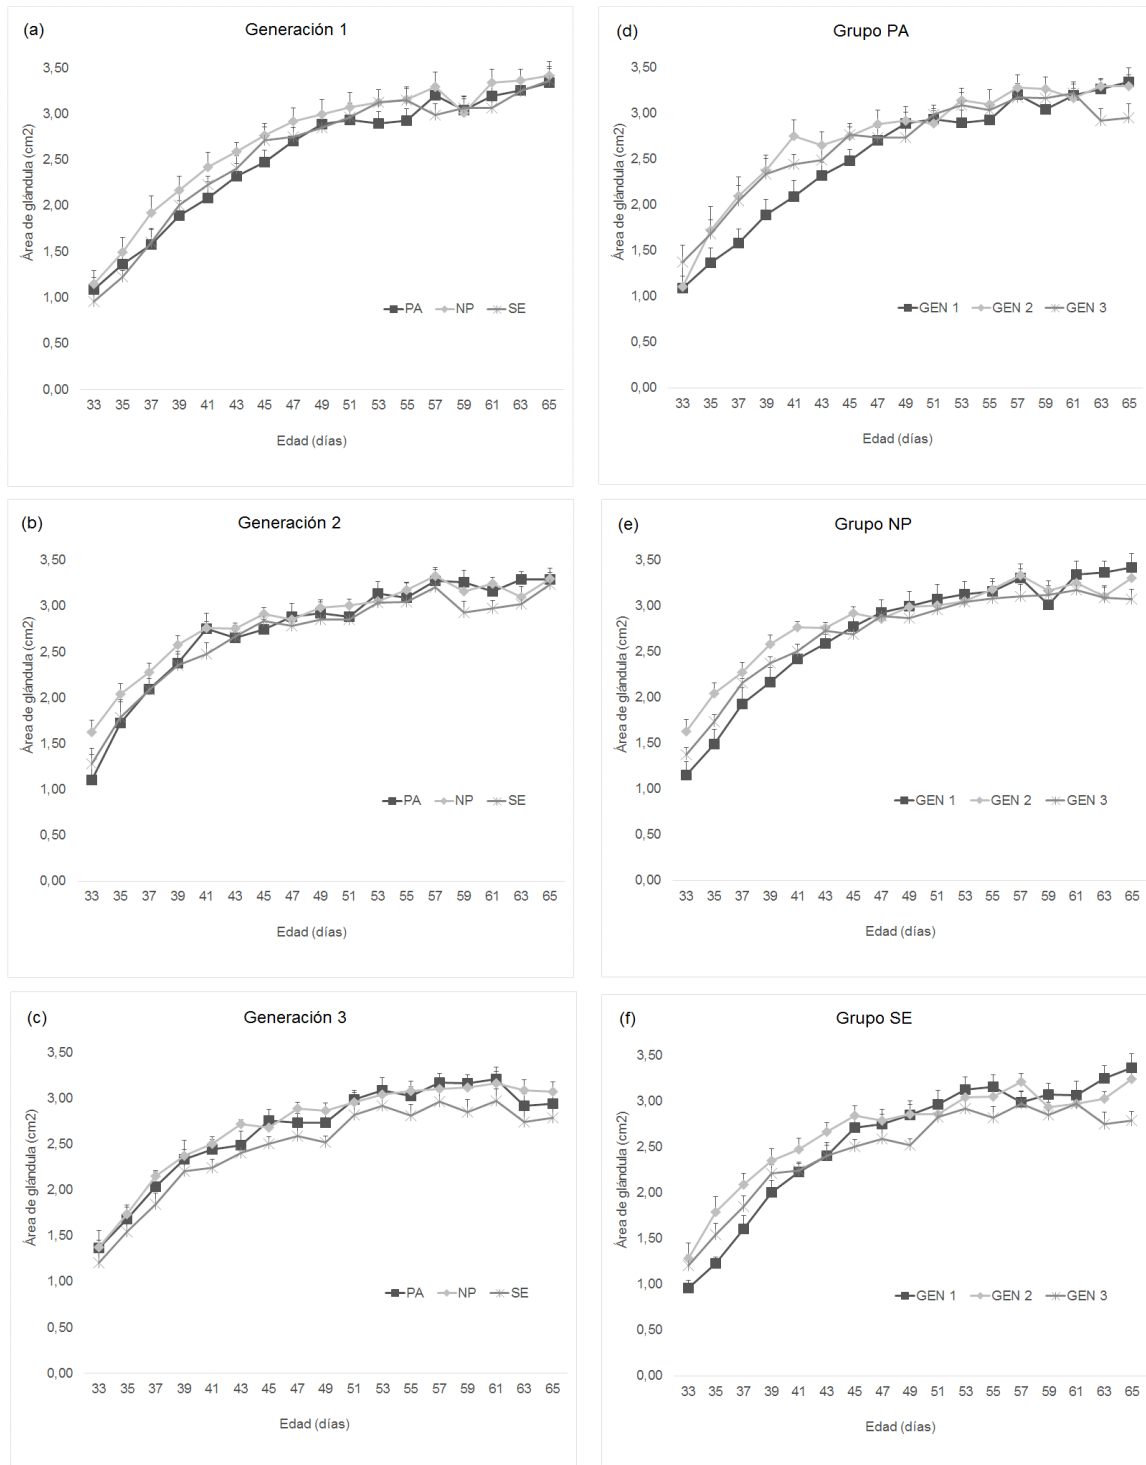 (a) Generación 1
Área de glándula (cm2)
3,50
3,00
2,50
2,00
1,50
1,00
0,50
0,00
PA NP SE
33 35 37 39 41 43 45 47 49 51 53 55 57 59 61 63 65
Edad (días)
(d) Grupo PA
Área de glándula (cm2)
3,50
3,00
2,50
2,00
1,50
1,00
0,50
0,00
GEN 1 GEN 2 GEN 3
33 35 37 39 41 43 45 47 49 51 53 55 57 59 61 63 65
Edad (días)
(b) Generación 2
Área de glándula (cm2)
3,50
3,00
2,50
2,00
1,50
1,00
0,50
0,00
PA NP SE
33 35 37 39 41 43 45 47 49 51 53 55 57 59 61 63 65
Edad (días)
(e) Grupo NP
Área de glándula (cm2)
3,50
3,00
2,50
2,00
1,50
1,00
0,50
0,00
GEN 1 GEN 2 GEN 3
33 35 37 39 41 43 45 47 49 51 53 55 57 59 61 63 65
Edad (días)
(c) Generación 3
Área de glándula (cm2)
3,50
3,00
2,50
2,00
1,50
1,00
0,50
0,00
PA NP SE
33 35 37 39 41 43 45 47 49 51 53 55 57 59 61 63 65
Edad (días)
(f) Grupo SE
Área de glándula (cm2)
3,50
3,00
2,50
2,00
1,50
1,00
0,50
0,00
GEN 1 GEN 2 GEN 3
33 35 37 39 41 43 45 47 49 51 53 55 57 59 61 63 65
Edad (días)